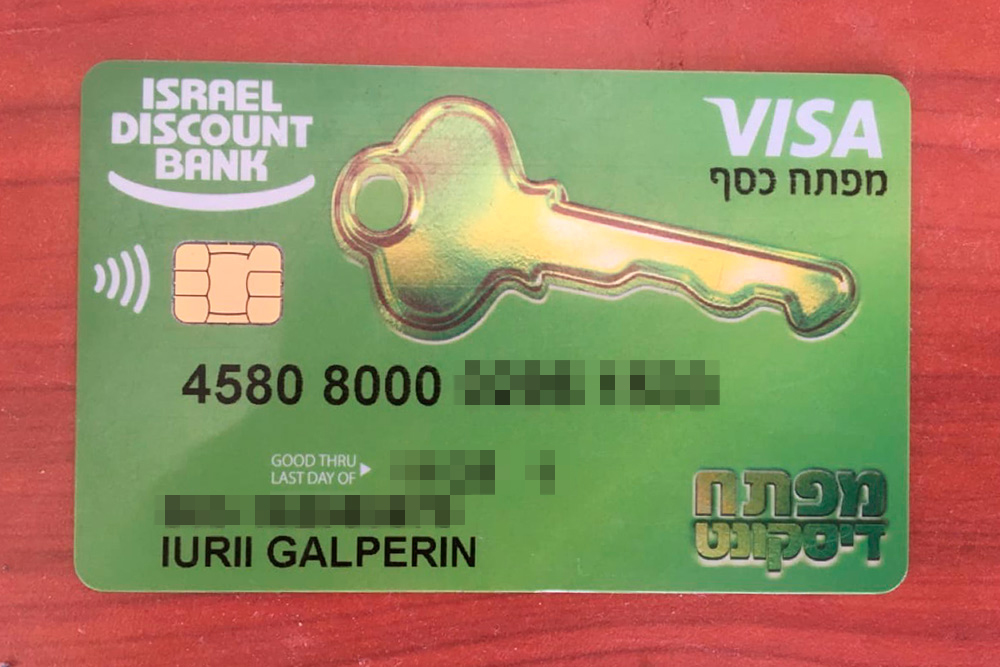 ISRAEL
DISCOUNT
BANK
VISA
מפתח כסף
4580 8000
GOOD THRU
LAST DAY OF
IURII GALPERIN
מפתח
דיסקונט